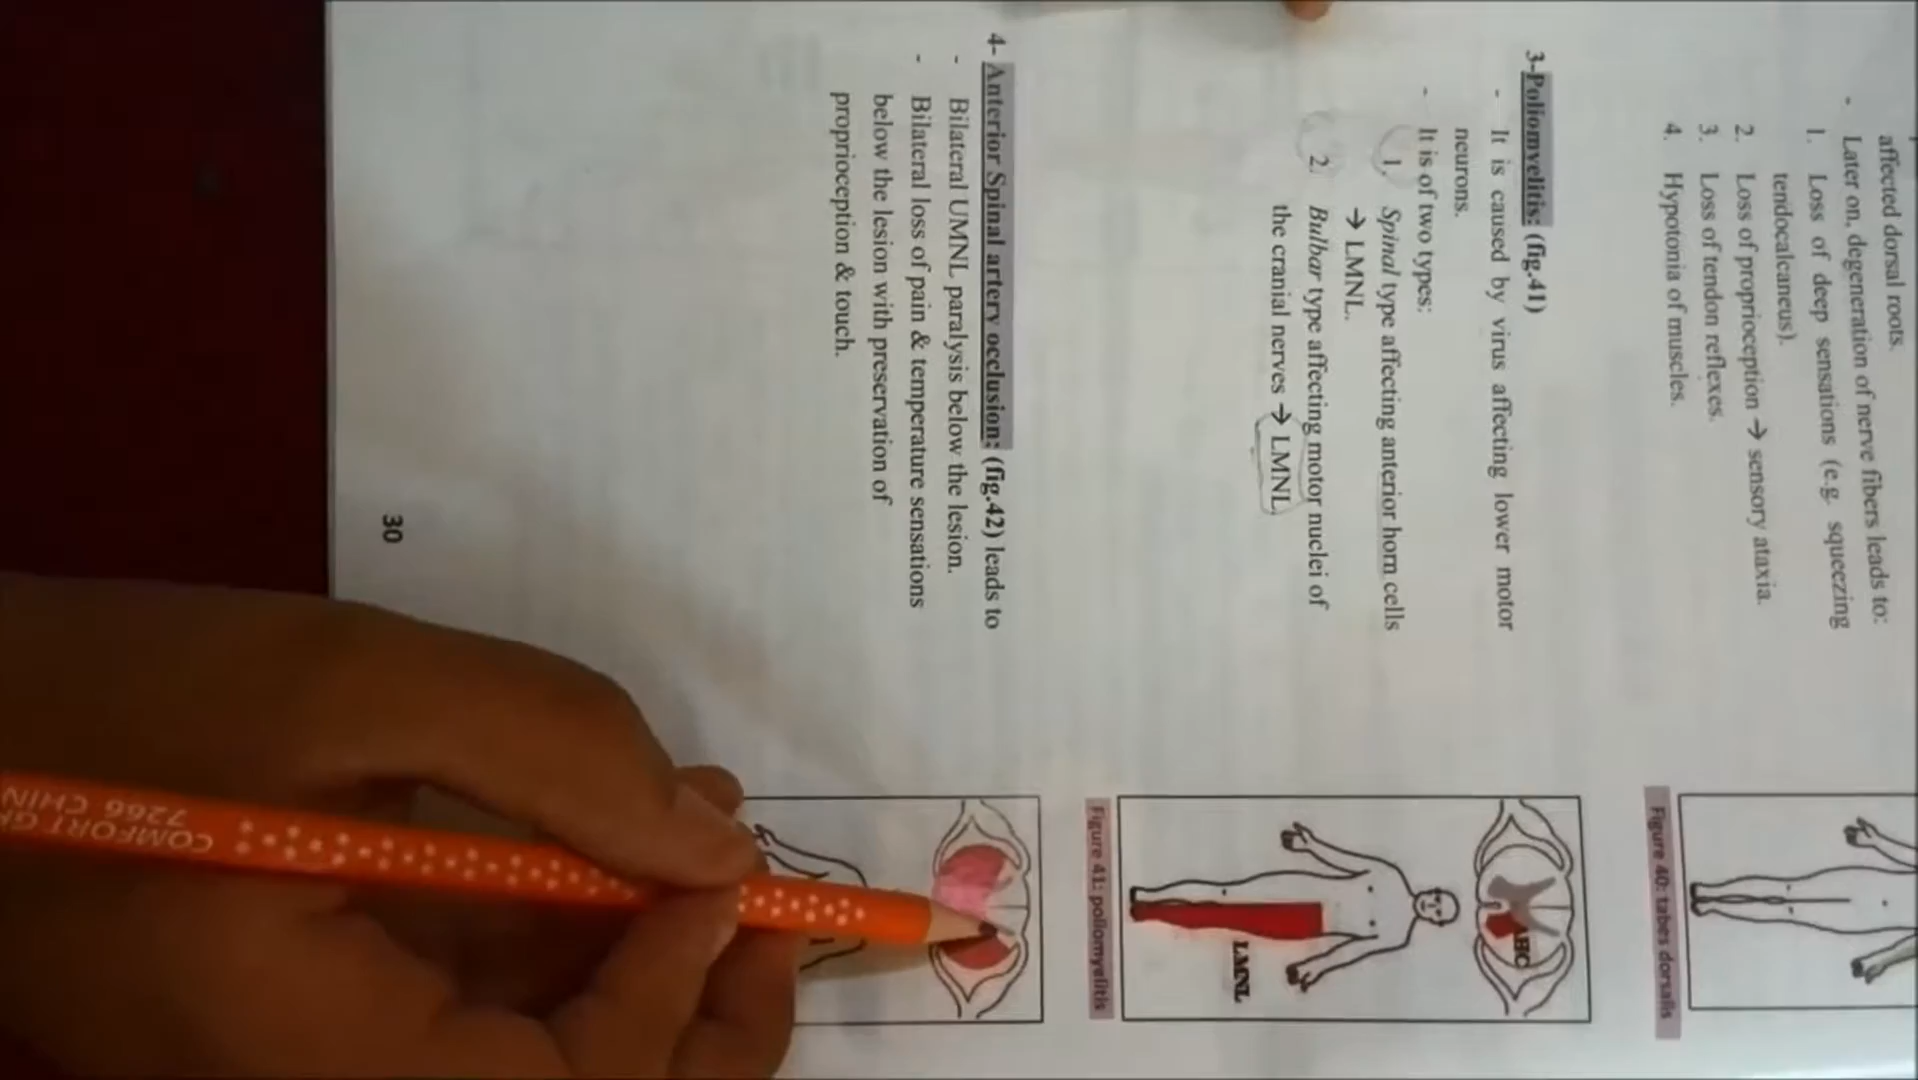 affected dorsal roots.
- Later on, degeneration of nerve fibers leads to:
1. Loss of deep sensations (e.g. squeezing
tendocalcaneus).
2. Loss of proprioception → sensory ataxia.
3. Loss of tendon reflexes.
4. Hypotonia of muscles.
Figure 40: tabes dorsalis
3-Poliomyelitis: (fig.41)
- It is caused by virus affecting lower motor
neurons.
- It is of two types:
1. Spinal type affecting anterior horn cells
→ LMNL.
2. Bulbar type affecting motor nuclei of
the cranial nerves → LMNL.
AHC
LMNL
Figure 41: poliomyelitis
4- Anterior Spinal artery occlusion: (fig.42) leads to
- Bilateral UMNL paralysis below the lesion.
- Bilateral loss of pain & temperature sensations
below the lesion with preservation of
proprioception & touch.
30
COMFORT GR
7266 CHIN